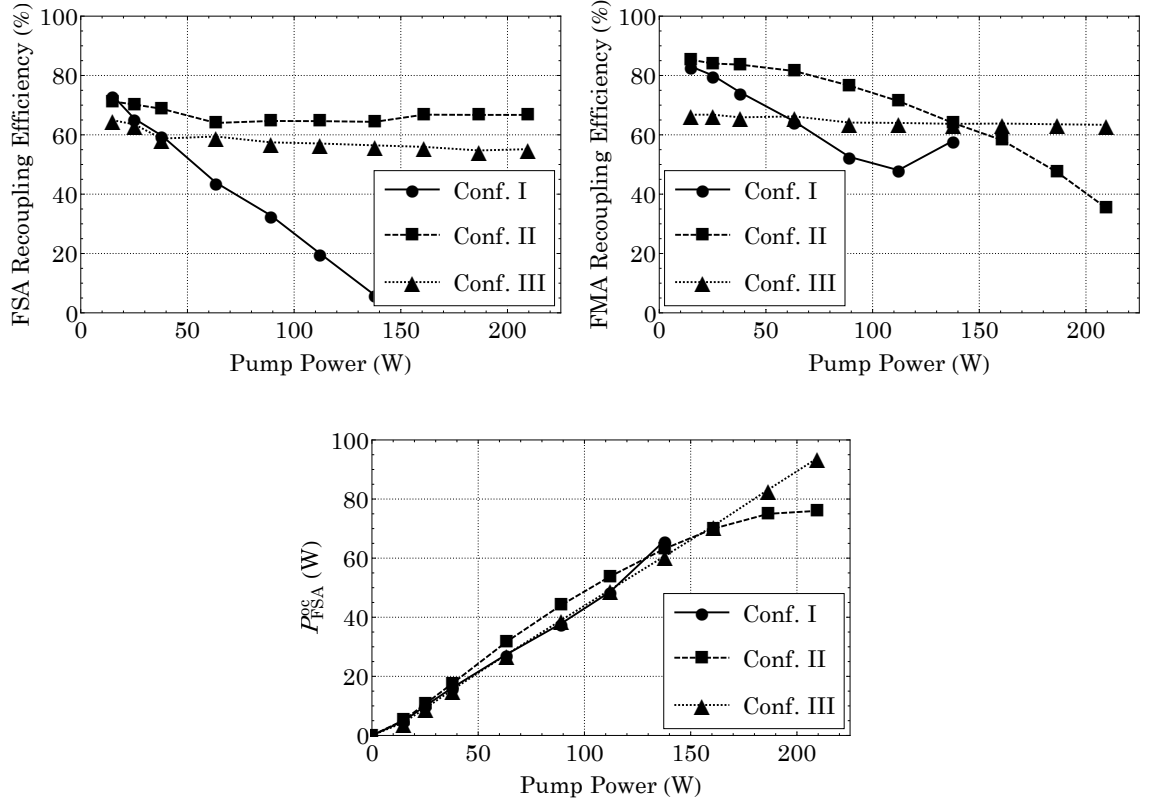 FSA Recoupling Efficiency (%)
100
80
60
40
20
0
0 50 100 150 200
Pump Power (W)
Conf. I
Conf. II
Conf. III
FMA Recoupling Efficiency (%)
100
80
60
40
20
0
0 50 100 150 200
Pump Power (W)
Conf. I
Conf. II
Conf. III
P_FSA^oc (W)
100
80
60
40
20
0
0 50 100 150 200
Pump Power (W)
Conf. I
Conf. II
Conf. III